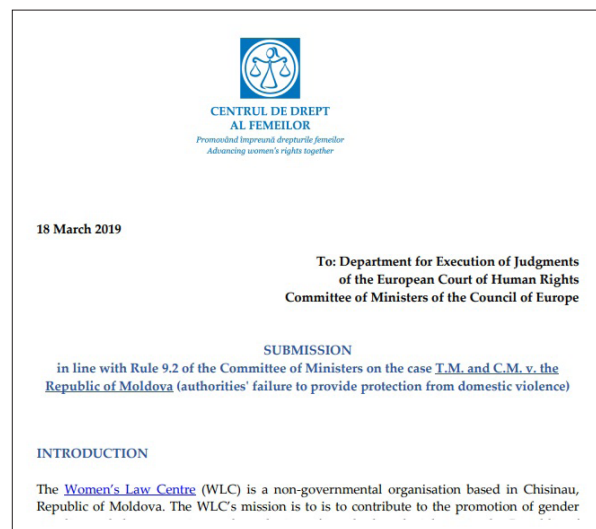 CENTRUL DE DREPT
AL FEMEILOR
Promovând împreună drepturile femeilor
Advancing women's rights together
18 March 2019
To: Department for Execution of Judgments
of the European Court of Human Rights
Committee of Ministers of the Council of Europe
SUBMISSION
in line with Rule 9.2 of the Committee of Ministers on the case T.M. and C.M. v. the
Republic of Moldova (authorities' failure to provide protection from domestic violence)
INTRODUCTION
The Women's Law Centre (WLC) is a non-governmental organisation based in Chisinau,
Republic of Moldova. The WLC's mission is to is to contribute to the promotion of gender